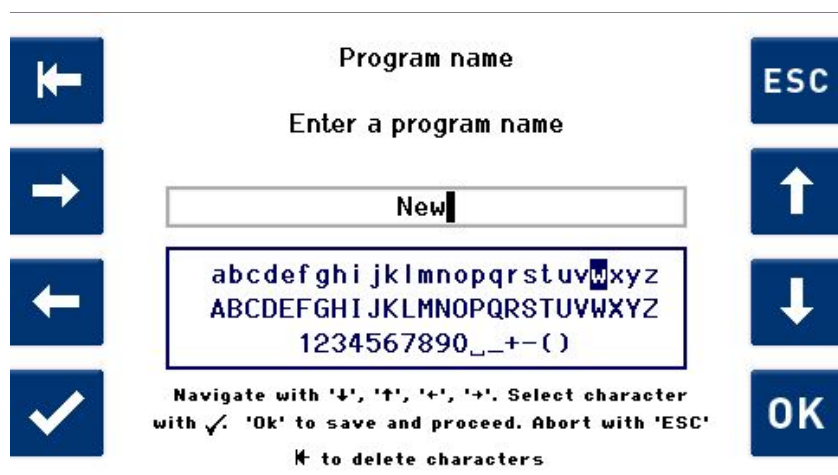 Program name
ESC
Enter a program name
New
abcdefghijklmnopqrstuvwxyz
ABCDEFGHIJKLMNOPQRSTUVWXYZ
1234567890␣_+-()
Navigate with '↓', '↑', '←', '→'. Select character
with ✓. 'Ok' to save and proceed. Abort with 'ESC'
OK
⇤ to delete characters